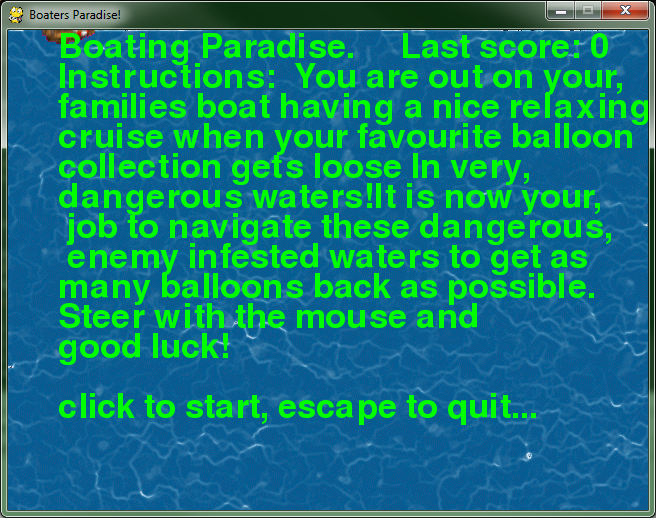 Boaters Paradise!
Boating Paradise. Last score: 0
Instructions: You are out on your,
families boat having a nice relaxing
cruise when your favourite balloon
collection gets loose In very,
dangerous waters!It is now your,
job to navigate these dangerous,
enemy infested waters to get as
many balloons back as possible.
Steer with the mouse and
good luck!
click to start, escape to quit...